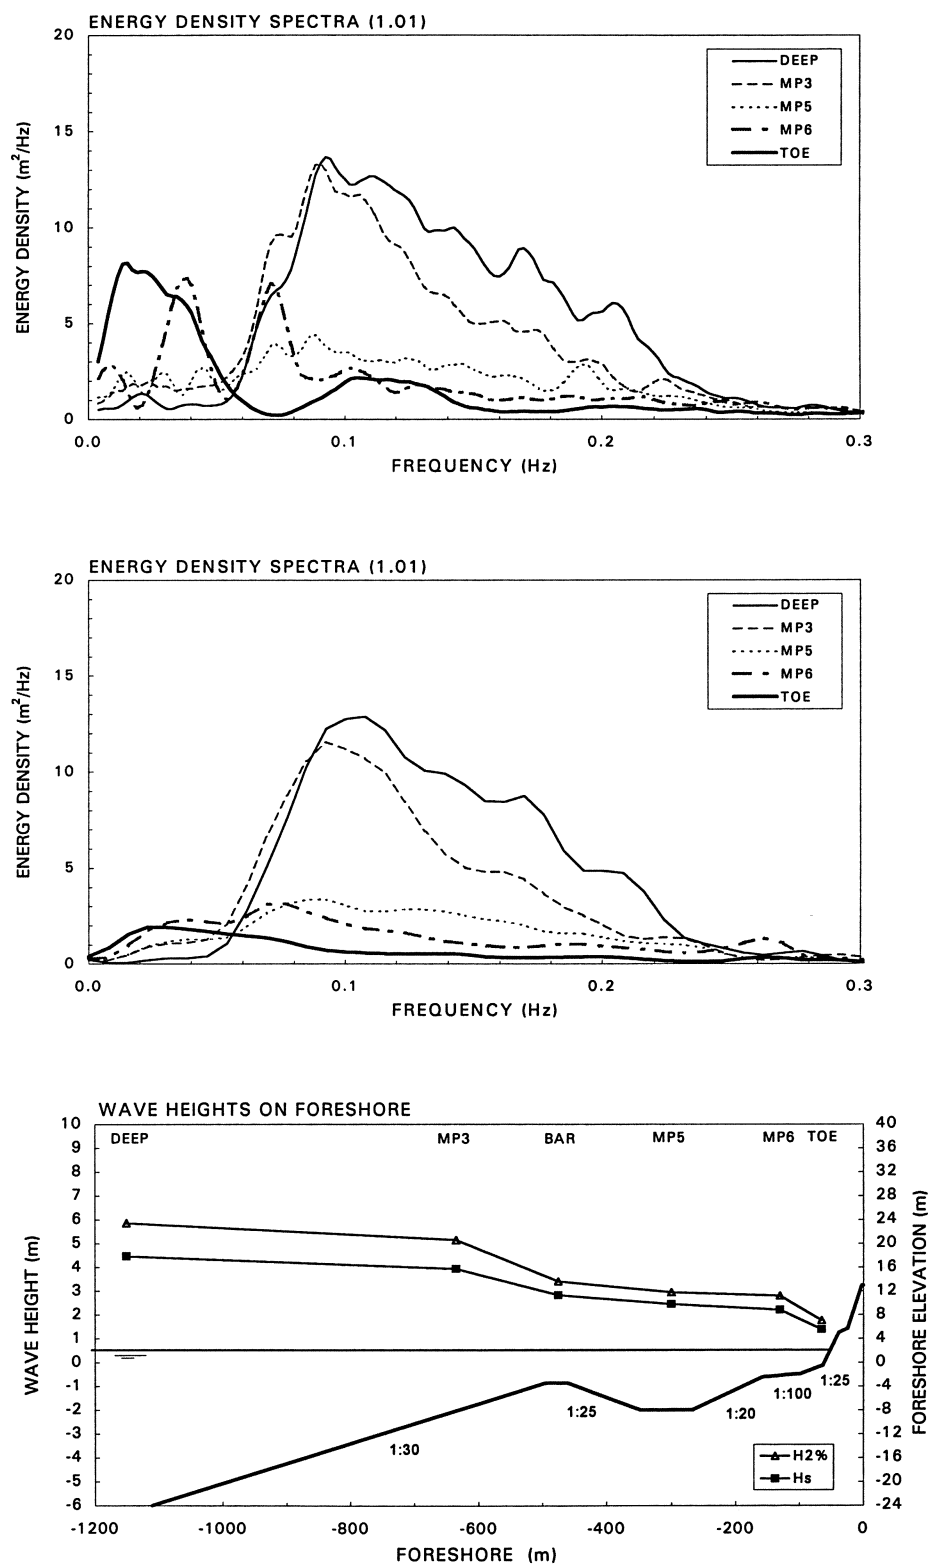 ENERGY DENSITY SPECTRA (1.01)
20
15
10
5
0
ENERGY DENSITY (m²/Hz)
DEEP
MP3
MP5
MP6
TOE
0.0 0.1 0.2 0.3
FREQUENCY (Hz)
ENERGY DENSITY SPECTRA (1.01)
20
15
10
5
0
ENERGY DENSITY (m²/Hz)
DEEP
MP3
MP5
MP6
TOE
0.0 0.1 0.2 0.3
FREQUENCY (Hz)
WAVE HEIGHTS ON FORESHORE
DEEP MP3 BAR MP5 MP6 TOE
10 40
9 36
8 32
7 28
6 24
5 20
4 16
3 12
2 8
1 4
0 0
-1 -4
-2 -8
-3 -12
-4 -16
-5 -20
-6 -24
WAVE HEIGHT (m)
FORESHORE ELEVATION (m)
1:30
1:25
1:20
1:100
1:25
H2%
Hs
-1200 -1000 -800 -600 -400 -200 0
FORESHORE (m)